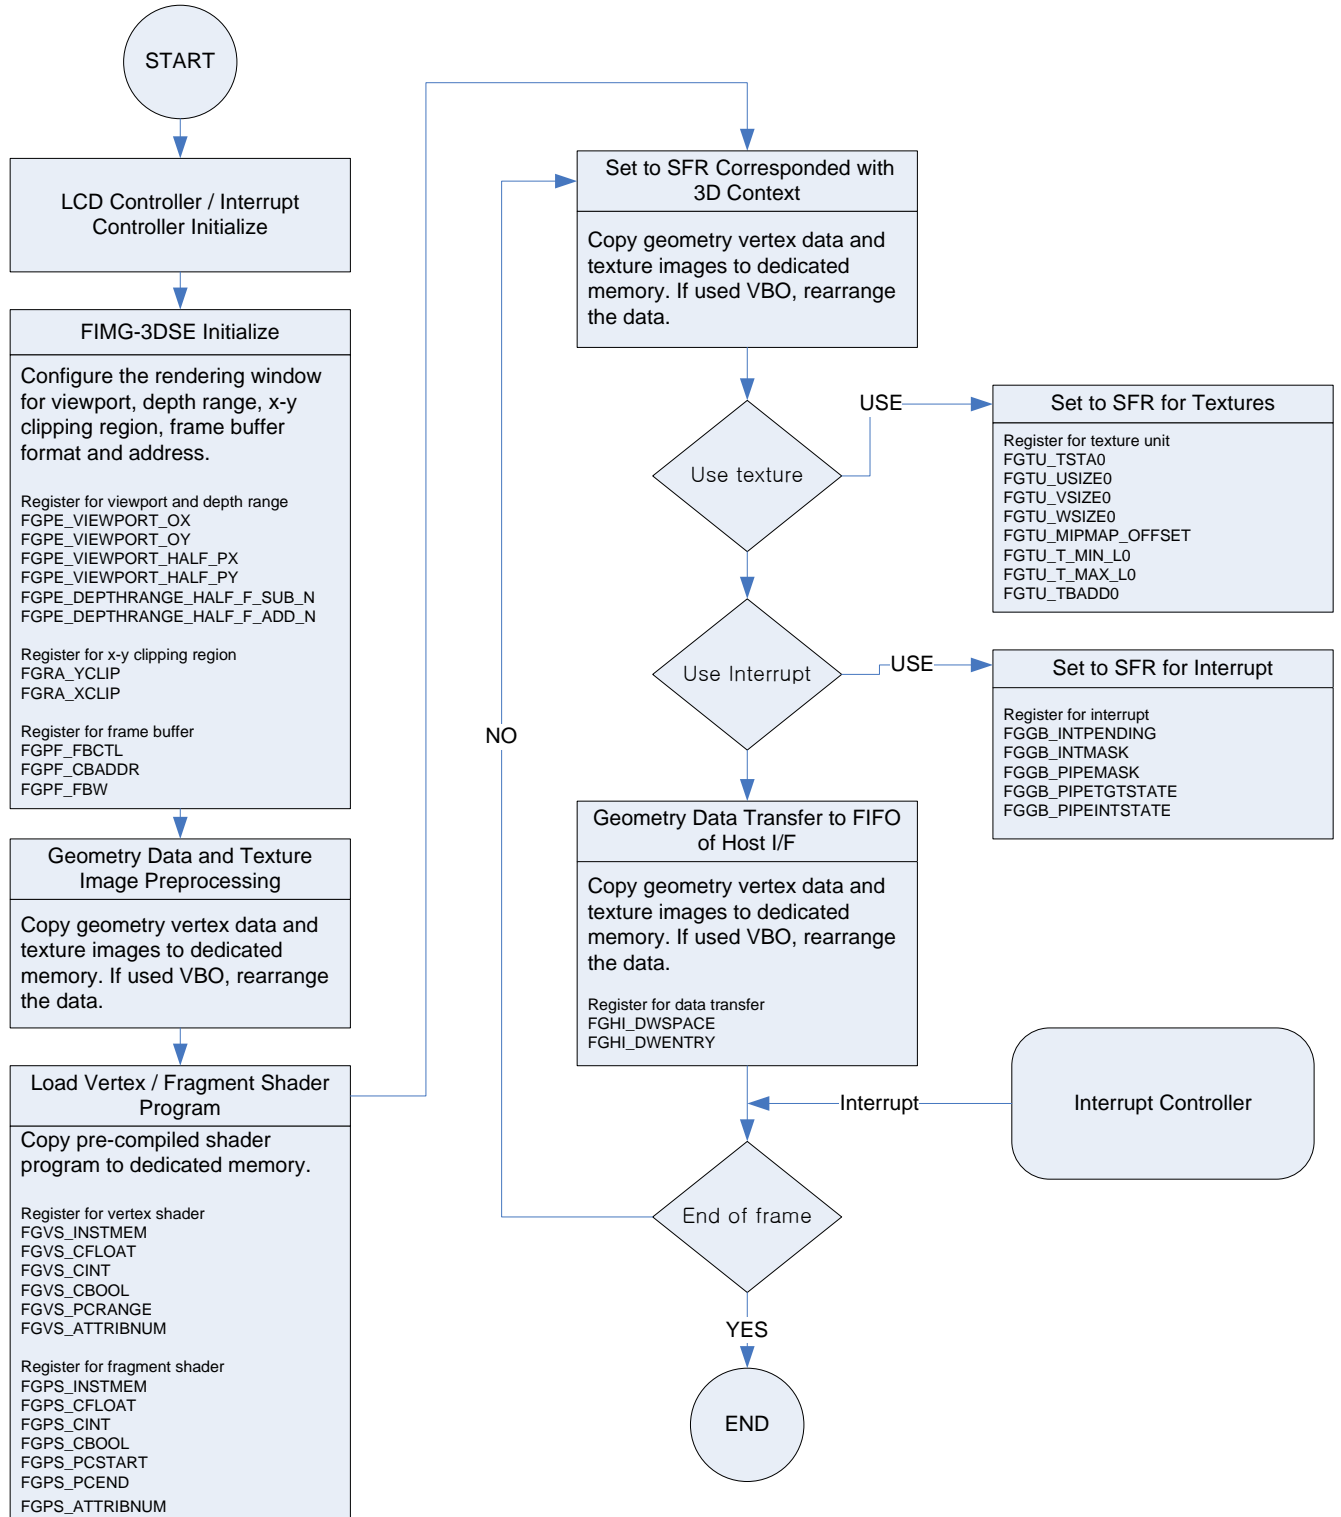 START
LCD Controller / Interrupt
Controller Initialize
FIMG-3DSE Initialize
Configure the rendering window
for viewport, depth range, x-y
clipping region, frame buffer
format and address.
Register for viewport and depth range
FGPE_VIEWPORT_OX
FGPE_VIEWPORT_OY
FGPE_VIEWPORT_HALF_PX
FGPE_VIEWPORT_HALF_PY
FGPE_DEPTHRANGE_HALF_F_SUB_N
FGPE_DEPTHRANGE_HALF_F_ADD_N
Register for x-y clipping region
FGRA_YCLIP
FGRA_XCLIP
Register for frame buffer
FGPF_FBCTL
FGPF_CBADDR
FGPF_FBW
Geometry Data and Texture
Image Preprocessing
Copy geometry vertex data and
texture images to dedicated
memory. If used VBO, rearrange
the data.
Load Vertex / Fragment Shader
Program
Copy pre-compiled shader
program to dedicated memory.
Register for vertex shader
FGVS_INSTMEM
FGVS_CFLOAT
FGVS_CINT
FGVS_CBOOL
FGVS_PCRANGE
FGVS_ATTRIBNUM
Register for fragment shader
FGPS_INSTMEM
FGPS_CFLOAT
FGPS_CINT
FGPS_CBOOL
FGPS_PCSTART
FGPS_PCEND
FGPS_ATTRIBNUM
Set to SFR Corresponded with
3D Context
Copy geometry vertex data and
texture images to dedicated
memory. If used VBO, rearrange
the data.
Use texture
USE
Set to SFR for Textures
Register for texture unit
FGTU_TSTA0
FGTU_USIZE0
FGTU_VSIZE0
FGTU_WSIZE0
FGTU_MIPMAP_OFFSET
FGTU_T_MIN_L0
FGTU_T_MAX_L0
FGTU_TBADD0
Use Interrupt
USE
Set to SFR for Interrupt
Register for interrupt
FGGB_INTPENDING
FGGB_INTMASK
FGGB_PIPEMASK
FGGB_PIPETGTSTATE
FGGB_PIPEINTSTATE
NO
Geometry Data Transfer to FIFO
of Host I/F
Copy geometry vertex data and
texture images to dedicated
memory. If used VBO, rearrange
the data.
Register for data transfer
FGHI_DWSPACE
FGHI_DWENTRY
Interrupt
Interrupt Controller
End of frame
YES
END